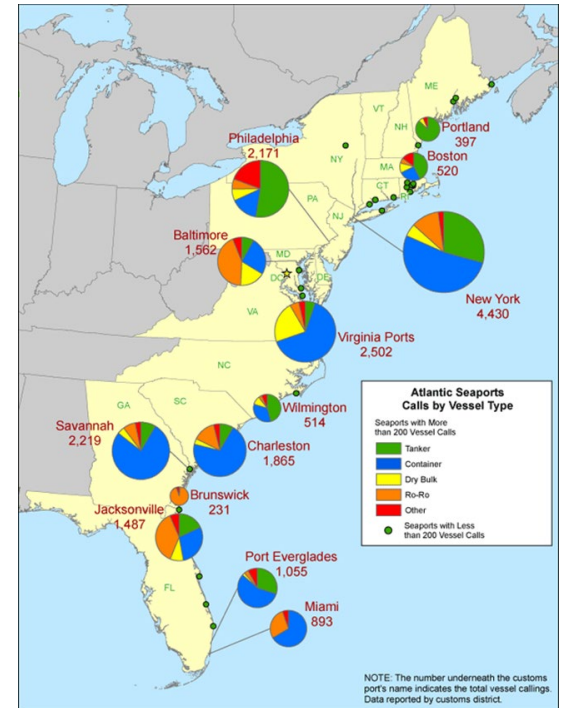 ME
VT
NH
Portland
397
Philadelphia
2,171
NY
MA
Boston
520
CT
RI
PA
NJ
Baltimore
1,562
MD
DC
DE
New York
4,430
VA
Virginia Ports
2,502
NC
Wilmington
514
SC
GA
Savannah
2,219
Charleston
1,865
Brunswick
231
Jacksonville
1,487
Port Everglades
1,055
FL
Miami
893
Atlantic Seaports
Calls by Vessel Type
Seaports with More
than 200 Vessel Calls
Tanker
Container
Dry Bulk
Ro-Ro
Other
Seaports with Less
than 200 Vessel Calls
NOTE: The number underneath the customs
port's name indicates the total vessel callings.
Data reported by customs district.